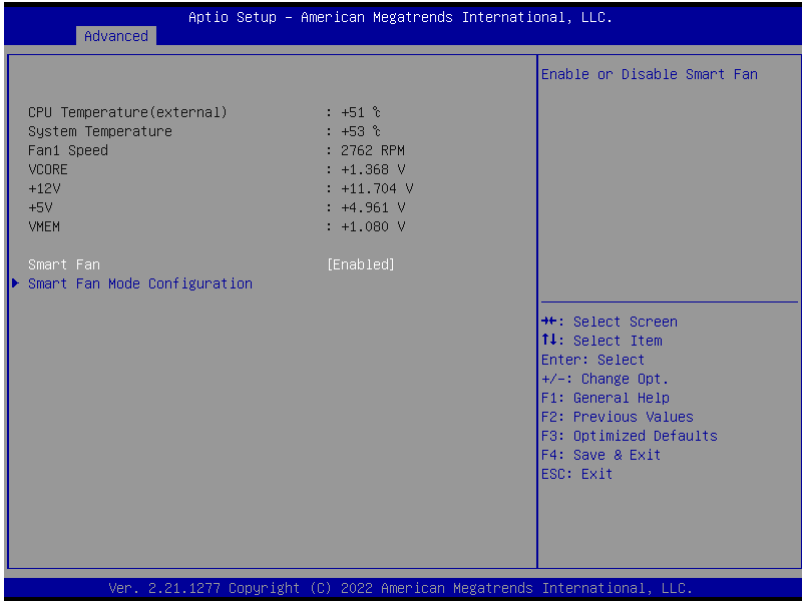 Aptio Setup – American Megatrends International, LLC.
Advanced
CPU Temperature(external) : +51 ℃
System Temperature : +53 ℃
Fan1 Speed : 2762 RPM
VCORE : +1.368 V
+12V : +11.704 V
+5V : +4.961 V
VMEM : +1.080 V
Smart Fan [Enabled]
Smart Fan Mode Configuration
Enable or Disable Smart Fan
→←: Select Screen
↑↓: Select Item
Enter: Select
+/-: Change Opt.
F1: General Help
F2: Previous Values
F3: Optimized Defaults
F4: Save & Exit
ESC: Exit
Ver. 2.21.1277 Copyright (C) 2022 American Megatrends International, LLC.